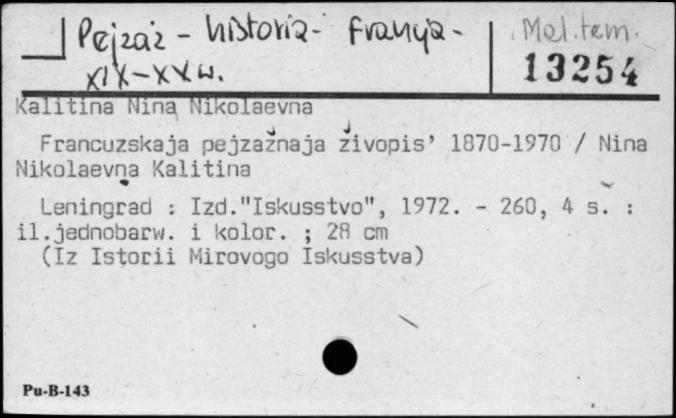 Pejzaż - historia - Francja -
XIX-XX w.
Mal. tem.
13254
Kalitina Nina Nikolaevna
Francuzskaja pejzažnaja živopis' 1870-1970 / Nina
Nikolaevna Kalitina
Leningrad : Izd."Iskusstvo", 1972. - 260, 4 s. :
il.jednobarw. i kolor. ; 28 cm
(Iz Istorii Mirovogo Iskusstva)
Pu-B-143